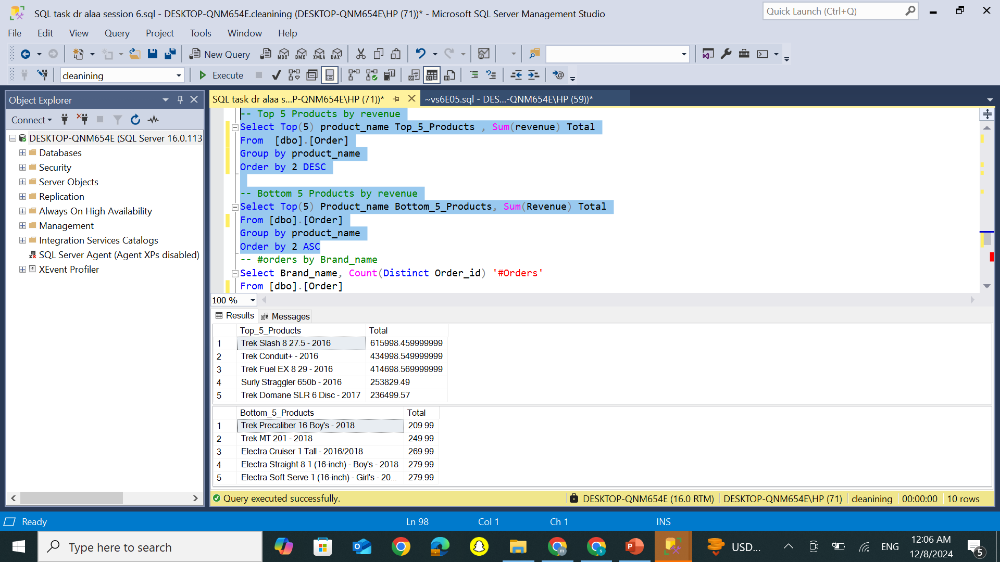 SQL task dr alaa session 6.sql - DESKTOP-QNM654E.cleanining (DESKTOP-QNM654E\HP (71))* - Microsoft SQL Server Management Studio
Quick Launch (Ctrl+Q)
File Edit View Query Project Tools Window Help
New Query MDX DMX XMLA DAX
cleanining Execute
Object Explorer
Connect
DESKTOP-QNM654E (SQL Server 16.0.113
Databases
Security
Server Objects
Replication
Always On High Availability
Management
Integration Services Catalogs
SQL Server Agent (Agent XPs disabled)
XEvent Profiler
SQL task dr alaa s...P-QNM654E\HP (71))* ~vs6E05.sql - DES...-QNM654E\HP (59))*
-- Top 5 Products by revenue
Select Top(5) product_name Top_5_Products , Sum(revenue) Total
From [dbo].[Order]
Group by product_name
Order by 2 DESC
-- Bottom 5 Products by revenue
Select Top(5) Product_name Bottom_5_Products, Sum(Revenue) Total
From [dbo].[Order]
Group by product_name
Order by 2 ASC
-- #orders by Brand_name
Select Brand_name, Count(Distinct Order_id) '#Orders'
From [dbo].[Order]
100 %
Results Messages
Top_5_Products Total
1 Trek Slash 8 27.5 - 2016 615998.459999999
2 Trek Conduit+ - 2016 434998.549999999
3 Trek Fuel EX 8 29 - 2016 414698.569999999
4 Surly Straggler 650b - 2016 253829.49
5 Trek Domane SLR 6 Disc - 2017 236499.57
Bottom_5_Products Total
1 Trek Precaliber 16 Boy's - 2018 209.99
2 Trek MT 201 - 2018 249.99
3 Electra Cruiser 1 Tall - 2016/2018 269.99
4 Electra Straight 8 1 (16-inch) - Boy's - 2018 279.99
5 Electra Soft Serve 1 (16-inch) - Girl's - 20... 279.99
Query executed successfully. DESKTOP-QNM654E (16.0 RTM) DESKTOP-QNM654E\HP (71) cleanining 00:00:00 10 rows
Ready Ln 98 Col 1 Ch 1 INS
Type here to search
USD...
ENG
12:06 AM
12/8/2024
5